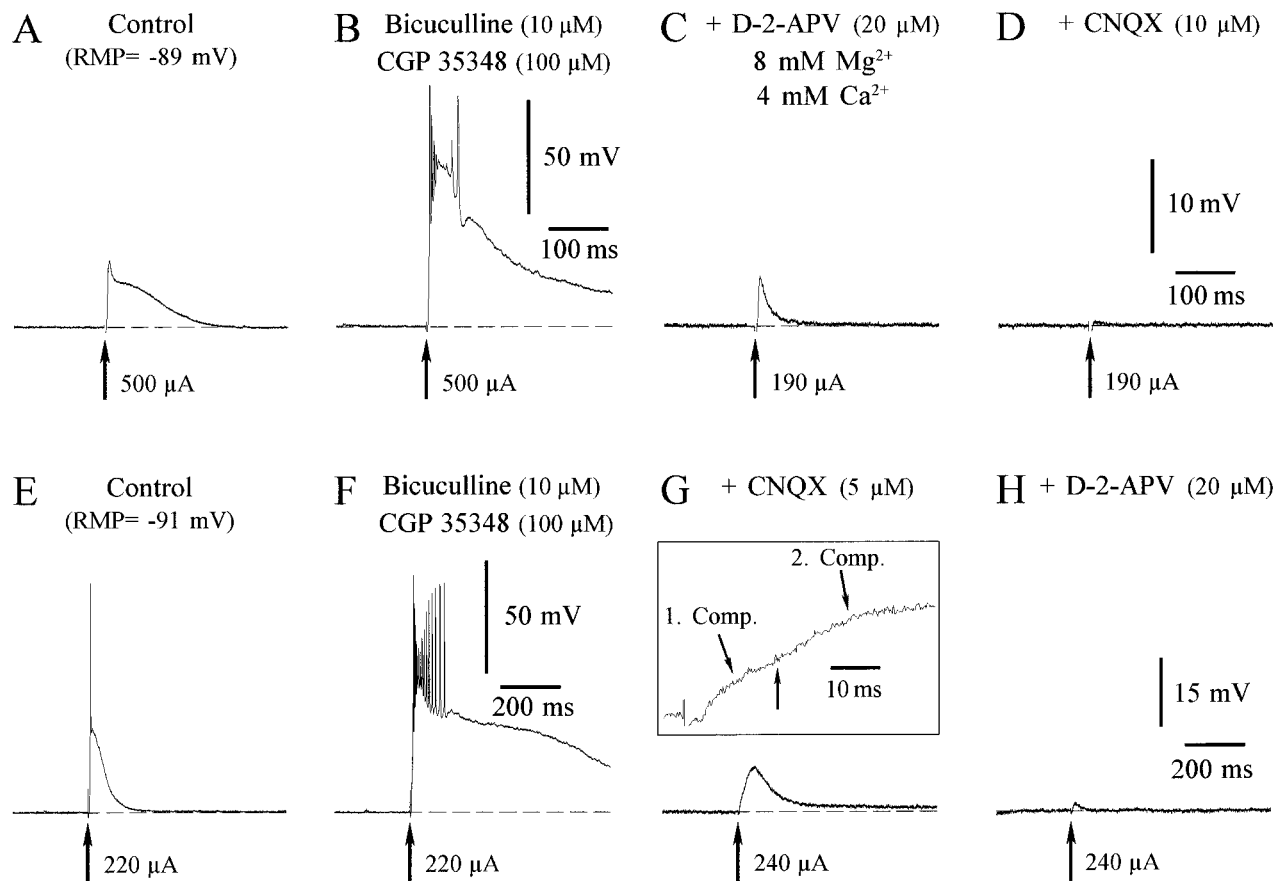 A Control
(RMP= -89 mV)
B Bicuculline (10 µM)
CGP 35348 (100 µM)
C + D-2-APV (20 µM)
8 mM Mg²⁺
4 mM Ca²⁺
D + CNQX (10 µM)
50 mV
100 ms
10 mV
100 ms
500 µA
500 µA
190 µA
190 µA
E Control
(RMP= -91 mV)
F Bicuculline (10 µM)
CGP 35348 (100 µM)
G + CNQX (5 µM)
H + D-2-APV (20 µM)
50 mV
200 ms
2. Comp.
1. Comp.
10 ms
15 mV
200 ms
220 µA
220 µA
240 µA
240 µA